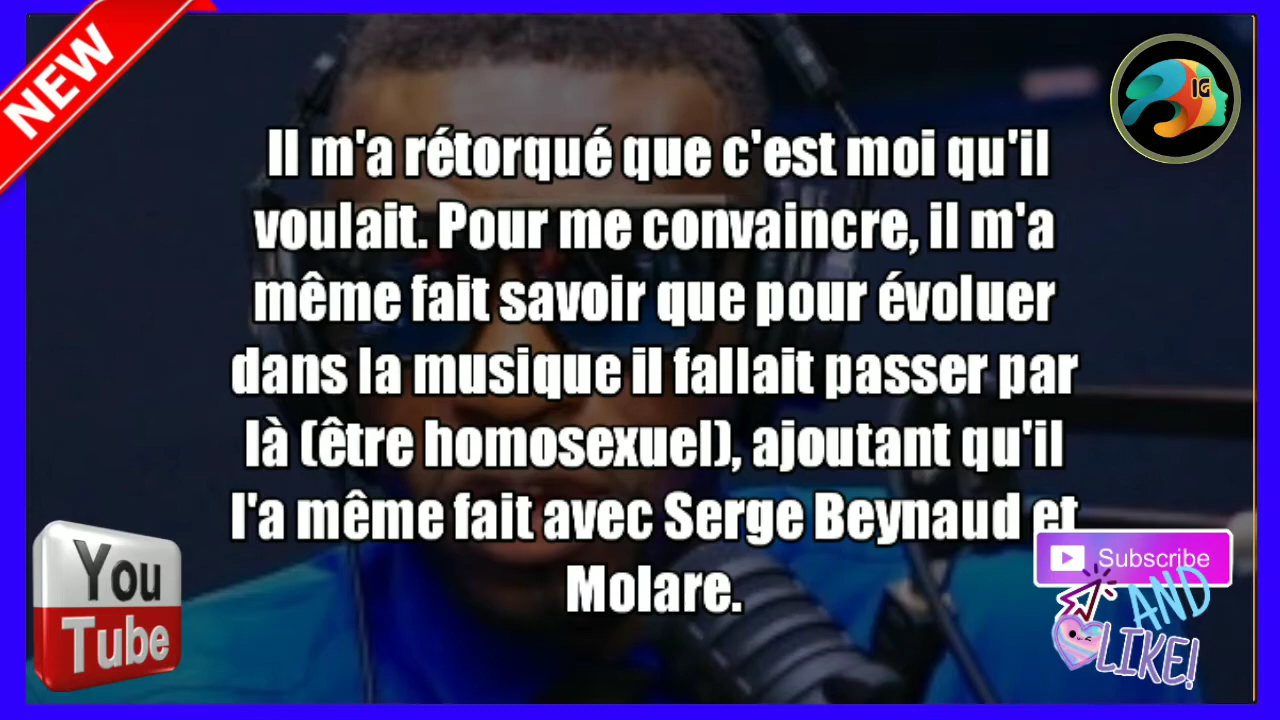 NEW
IG
Il m'a rétorqué que c'est moi qu'il
voulait. Pour me convaincre, il m'a
même fait savoir que pour évoluer
dans la musique il fallait passer par
là (être homosexuel), ajoutant qu'il
l'a même fait avec Serge Beynaud et
Molare.
You
Tube
Subscribe
AND
LIKE!